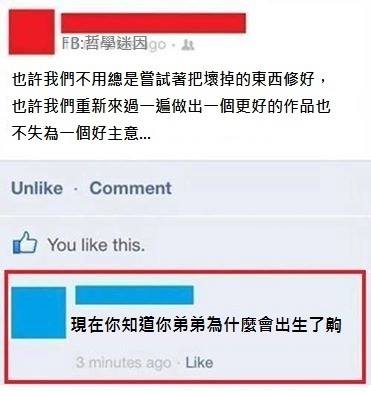 FB:哲學迷因
ago
也許我們不用總是嘗試著把壞掉的東西修好，
也許我們重新來過一遍做出一個更好的作品也
不失為一個好主意...
Unlike · Comment
You like this.
現在你知道你弟弟為什麼會出生了齁
3 minutes ago · Like